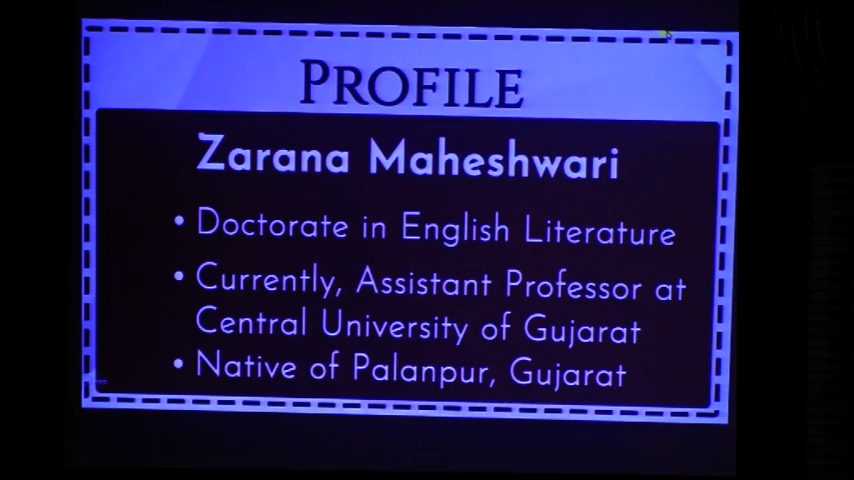 PROFILE
Zarana Maheshwari
• Doctorate in English Literature
• Currently, Assistant Professor at
Central University of Gujarat
• Native of Palanpur, Gujarat